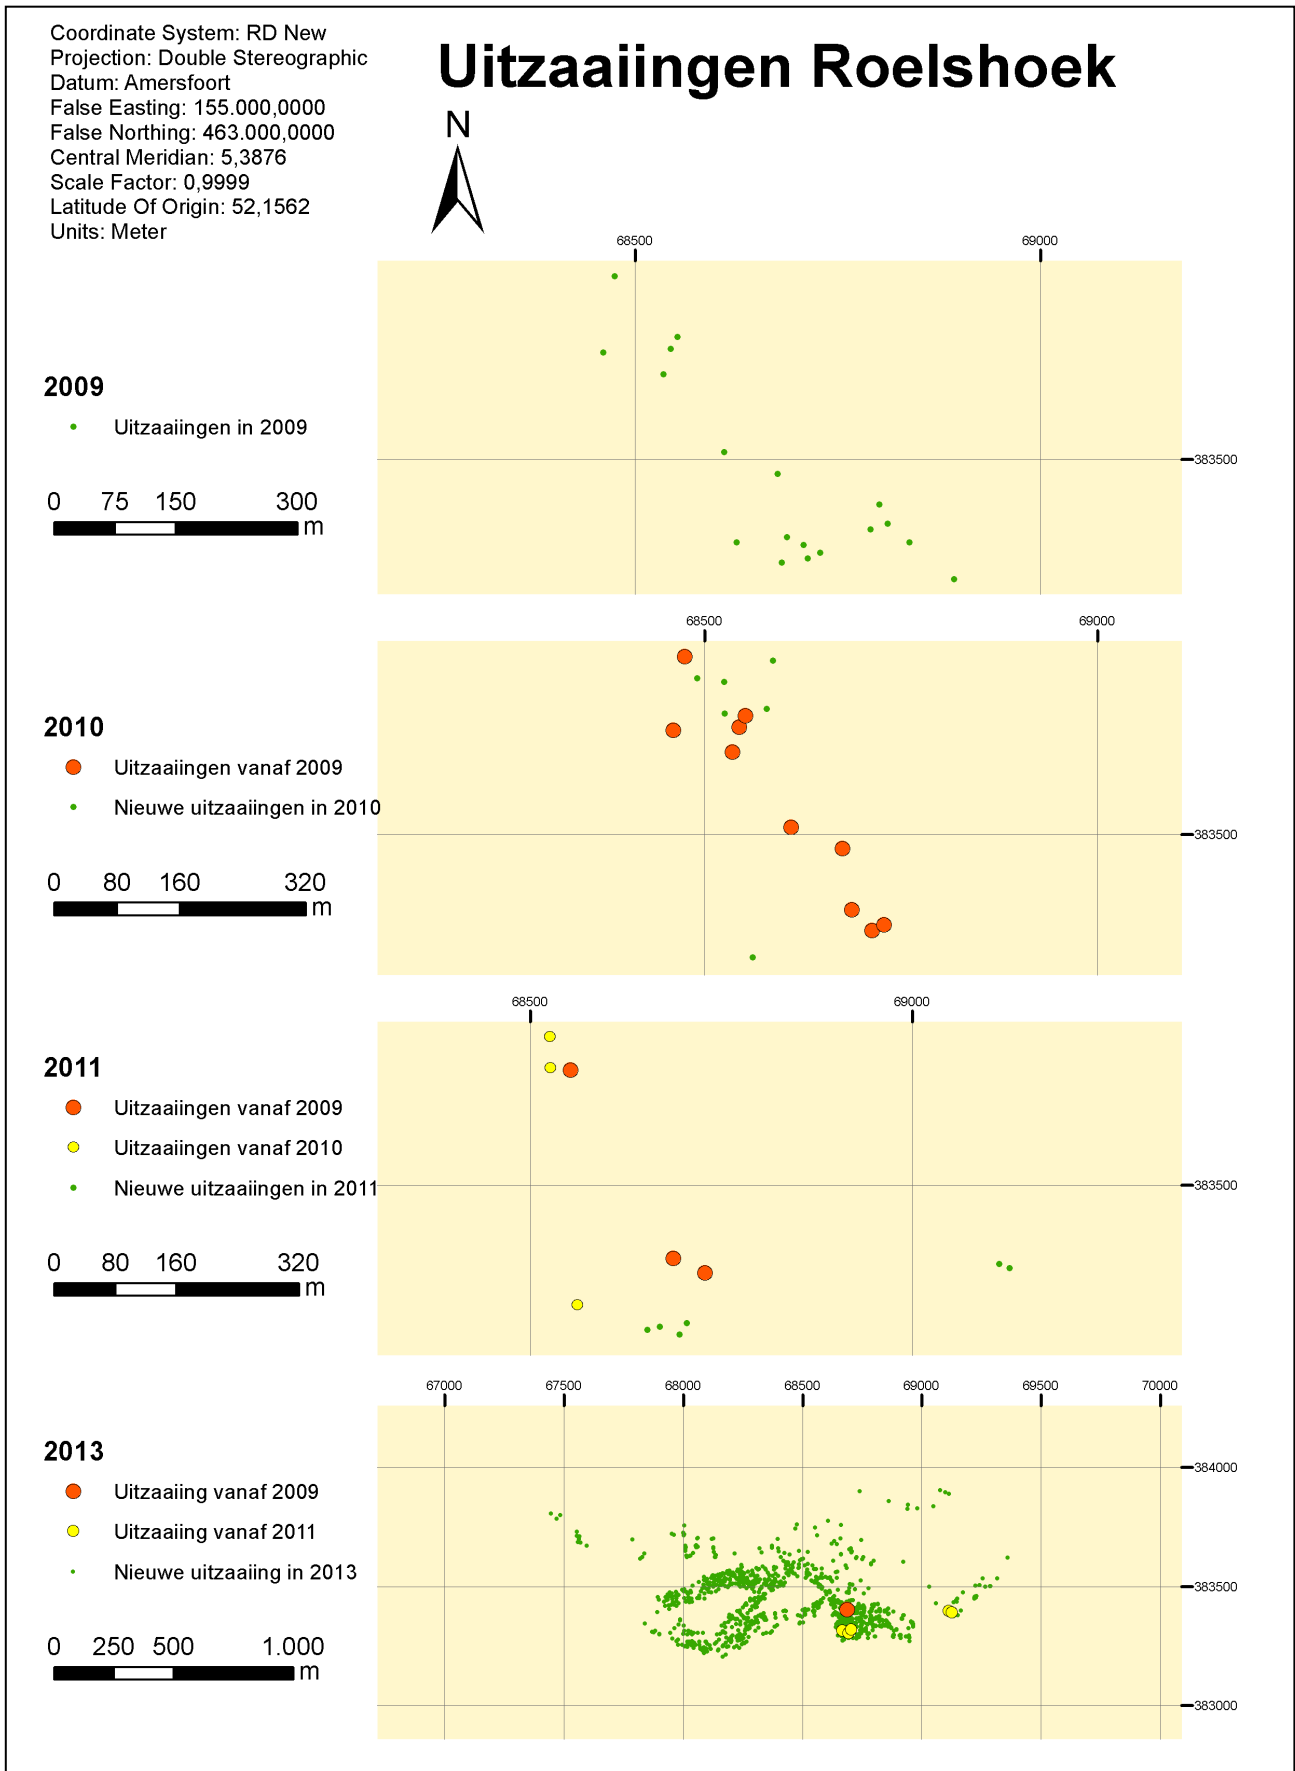 Coordinate System: RD New
Projection: Double Stereographic
Datum: Amersfoort
False Easting: 155.000,0000
False Northing: 463.000,0000
Central Meridian: 5,3876
Scale Factor: 0,9999
Latitude Of Origin: 52,1562
Units: Meter
Uitzaaiingen Roelshoek
N
68500 69000
2009
Uitzaaiingen in 2009
383500
0 75 150 300
m
68500 69000
2010
Uitzaaiingen vanaf 2009
Nieuwe uitzaaiingen in 2010
383500
0 80 160 320
m
68500 69000
2011
Uitzaaiingen vanaf 2009
Uitzaaiingen vanaf 2010
Nieuwe uitzaaiingen in 2011
383500
0 80 160 320
m
67000 67500 68000 68500 69000 69500 70000
2013
384000
Uitzaaiing vanaf 2009
Uitzaaiing vanaf 2011
Nieuwe uitzaaiing in 2013
383500
0 250 500 1.000
m
383000